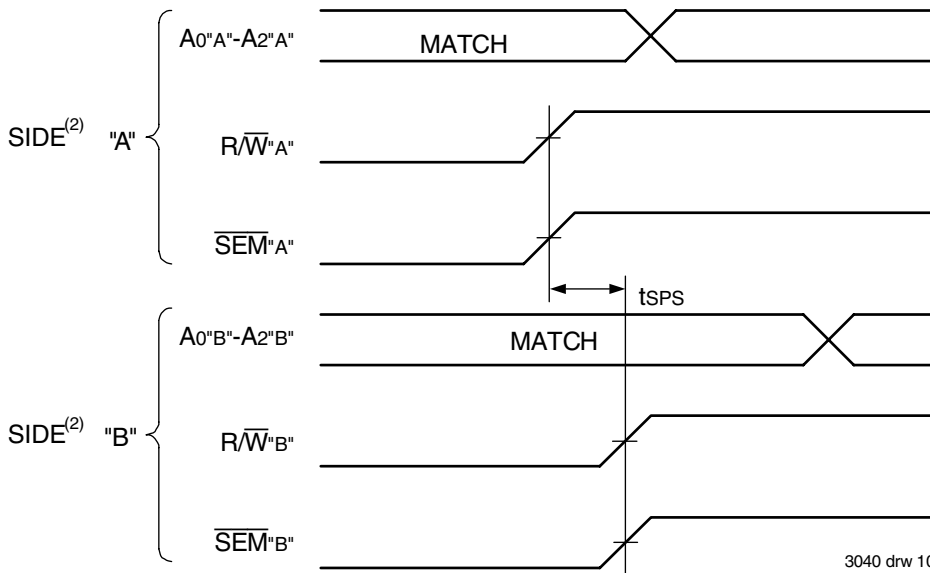 A0"A"-A2"A"
MATCH
SIDE(2) "A"
R/W"A"
SEM"A"
tSPS
A0"B"-A2"B"
MATCH
SIDE(2) "B"
R/W"B"
SEM"B"
3040 drw 10